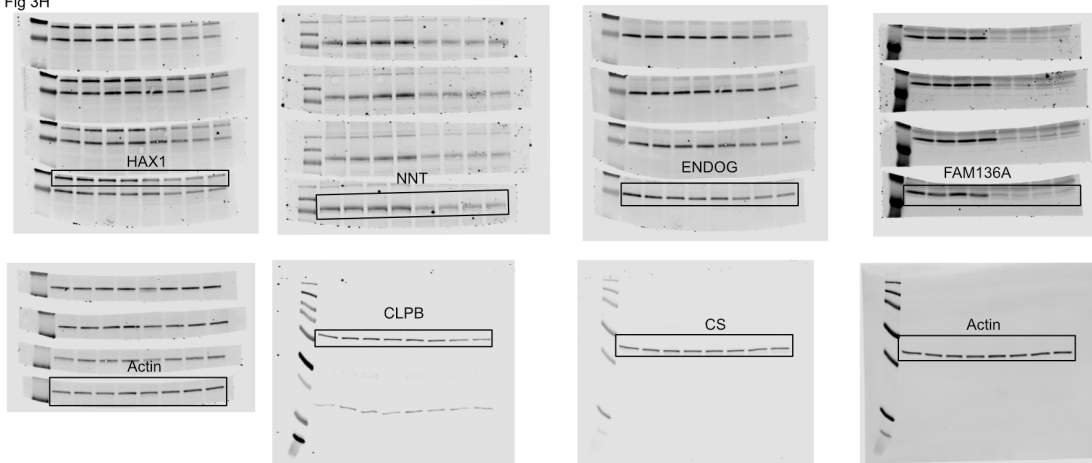 Fig 3H
HAX1
NNT
ENDOG
FAM136A
Actin
CLPB
CS
Actin